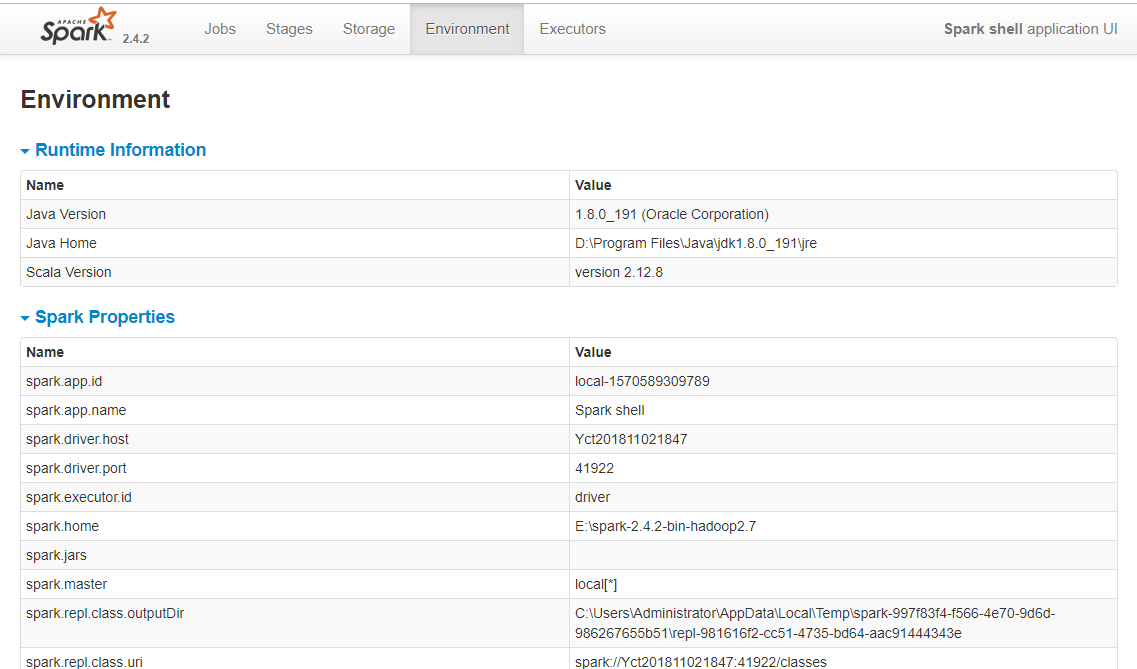 APACHE
Spark 2.4.2 Jobs Stages Storage Environment Executors Spark shell application UI
Environment
Runtime Information
Name Value
Java Version 1.8.0_191 (Oracle Corporation)
Java Home D:\Program Files\Java\jdk1.8.0_191\jre
Scala Version version 2.12.8
Spark Properties
Name Value
spark.app.id local-1570589309789
spark.app.name Spark shell
spark.driver.host Yct201811021847
spark.driver.port 41922
spark.executor.id driver
spark.home E:\spark-2.4.2-bin-hadoop2.7
spark.jars
spark.master local[*]
spark.repl.class.outputDir C:\Users\Administrator\AppData\Local\Temp\spark-997f83f4-f566-4e70-9d6d-
986267655b51\repl-981616f2-cc51-4735-bd64-aac91444343e
spark.repl.class.uri spark://Yct201811021847:41922/classes